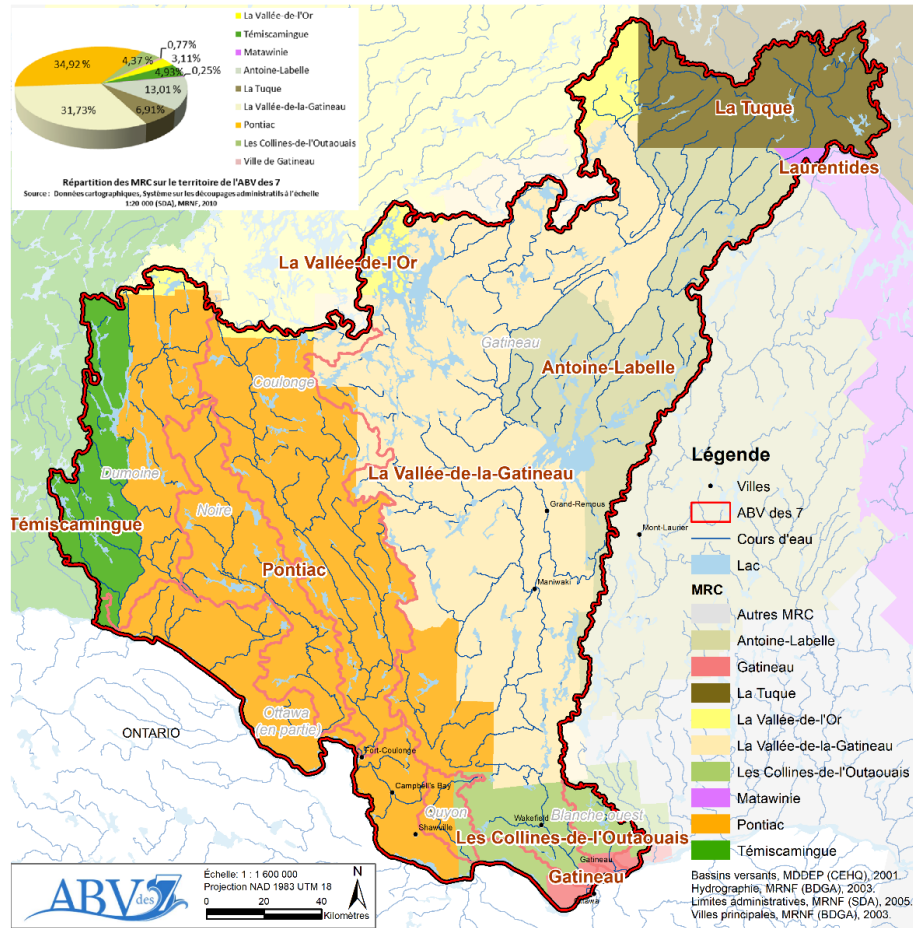 La Vallée-de-l'Or
Témiscamingue
Matawinie
Antoine-Labelle
La Tuque
La Vallée-de-la-Gatineau
Pontiac
Les Collines-de-l'Outaouais
Ville de Gatineau
0,77%
3,11%
0,25%
4,37 %
4,93%
34,92 %
13,01 %
6,91%
31,73%
Répartition des MRC sur le territoire de l'ABV des 7
Source : Données cartographiques, Système sur les découpages administratifs à l'échelle
1:20 000 (SDA), MRNF, 2010
La Tuque
Laurentides
La Vallée-de-l'Or
Gatineau
Antoine-Labelle
Coulonge
La Vallée-de-la-Gatineau
Dumoine
Noire
Témiscamingue
Grand-Remous
Mont-Laurier
Pontiac
Maniwaki
Ottawa
(en partie)
ONTARIO
Fort-Coulonge
Campbell's Bay
Quyon
Shawville
Wakefield
Blanche ouest
Les Collines-de-l'Outaouais
Gatineau
Gatineau
Ottawa
Légende
Villes
ABV des 7
Cours d'eau
Lac
MRC
Autres MRC
Antoine-Labelle
Gatineau
La Tuque
La Vallée-de-l'Or
La Vallée-de-la-Gatineau
Les Collines-de-l'Outaouais
Matawinie
Pontiac
Témiscamingue
Bassins versants, MDDEP (CEHQ), 2001.
Hydrographie, MRNF (BDGA), 2003.
Limites administratives, MRNF (SDA), 2005.
Villes principales, MRNF (BDGA), 2003.
ABV des 7
Échelle: 1 : 1 600 000
Projection NAD 1983 UTM 18
N
0 20 40
Kilomètres